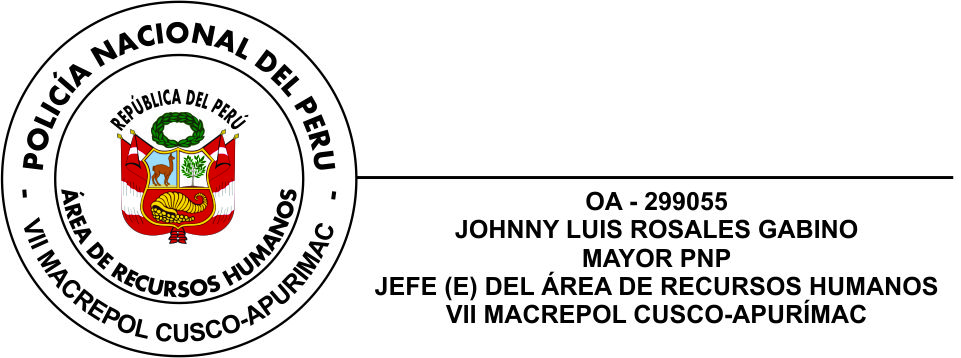 - POLICÍA NACIONAL DEL PERU -
REPÚBLICA DEL PERÚ
ÁREA DE RECURSOS HUMANOS
VII MACREPOL CUSCO-APURIMAC
OA - 299055
JOHNNY LUIS ROSALES GABINO
MAYOR PNP
JEFE (E) DEL ÁREA DE RECURSOS HUMANOS
VII MACREPOL CUSCO-APURÍMAC